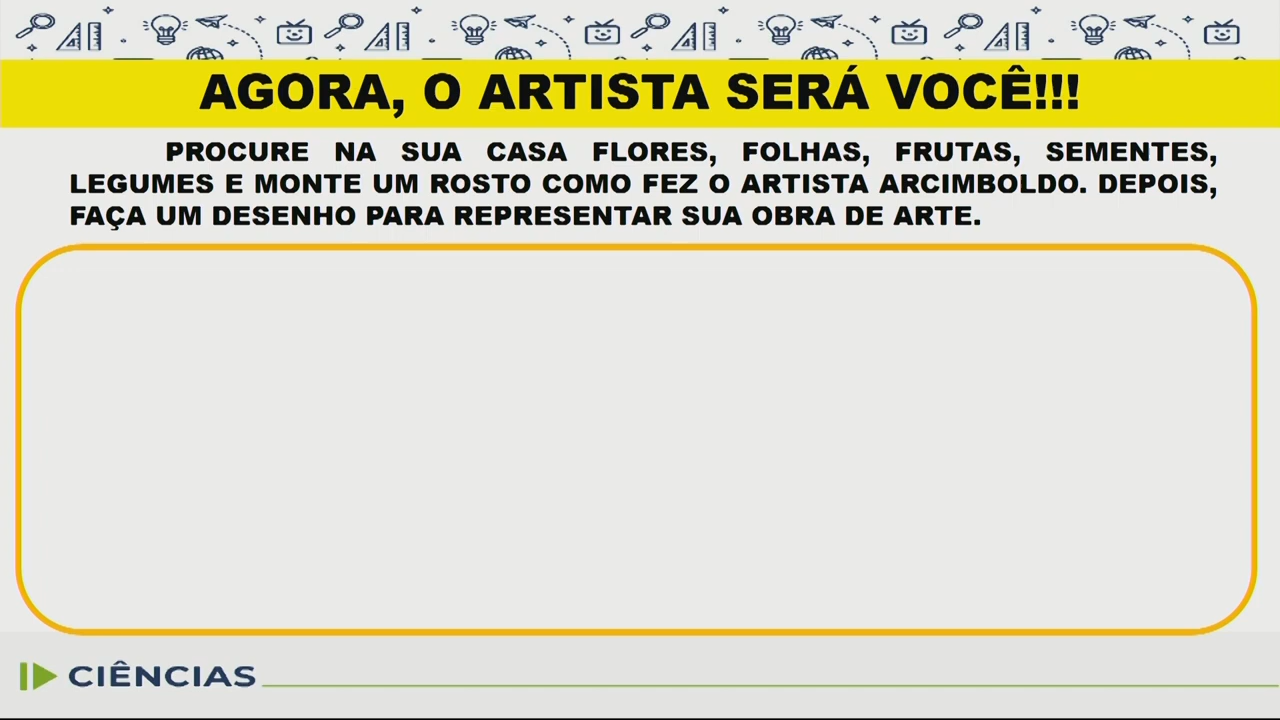 AGORA, O ARTISTA SERÁ VOCÊ!!!
PROCURE NA SUA CASA FLORES, FOLHAS, FRUTAS, SEMENTES,
LEGUMES E MONTE UM ROSTO COMO FEZ O ARTISTA ARCIMBOLDO. DEPOIS,
FAÇA UM DESENHO PARA REPRESENTAR SUA OBRA DE ARTE.
CIÊNCIAS